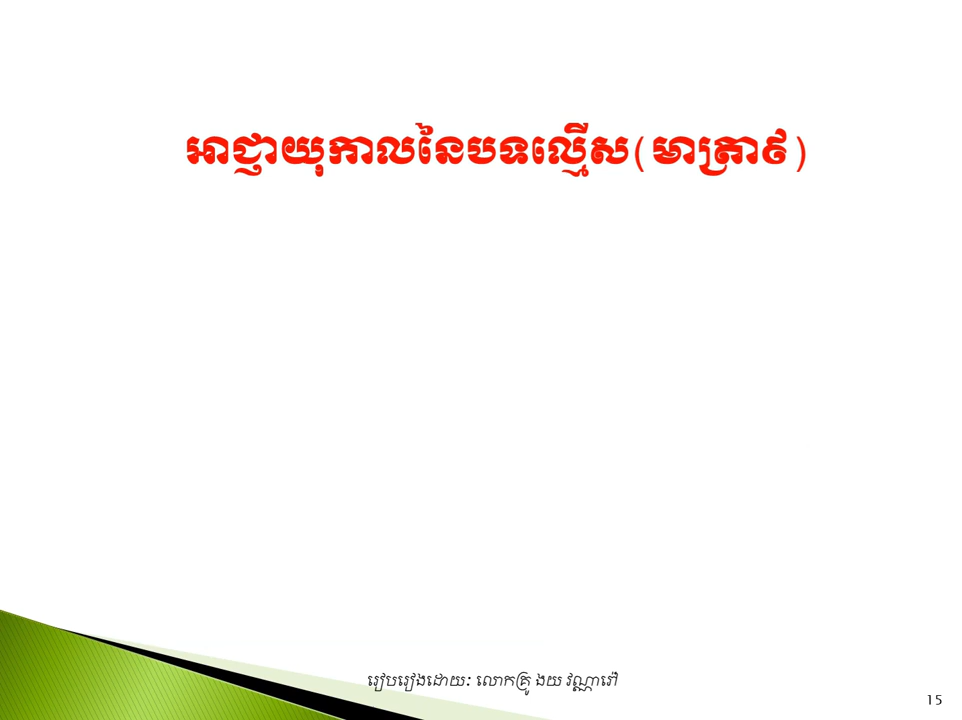 អាជ្ញាយុកាលនៃបទល្មើស(មាត្រា៩)
រៀបរៀងដោយ: លោកគ្រូ ងយ វណ្ណាវៅ
15